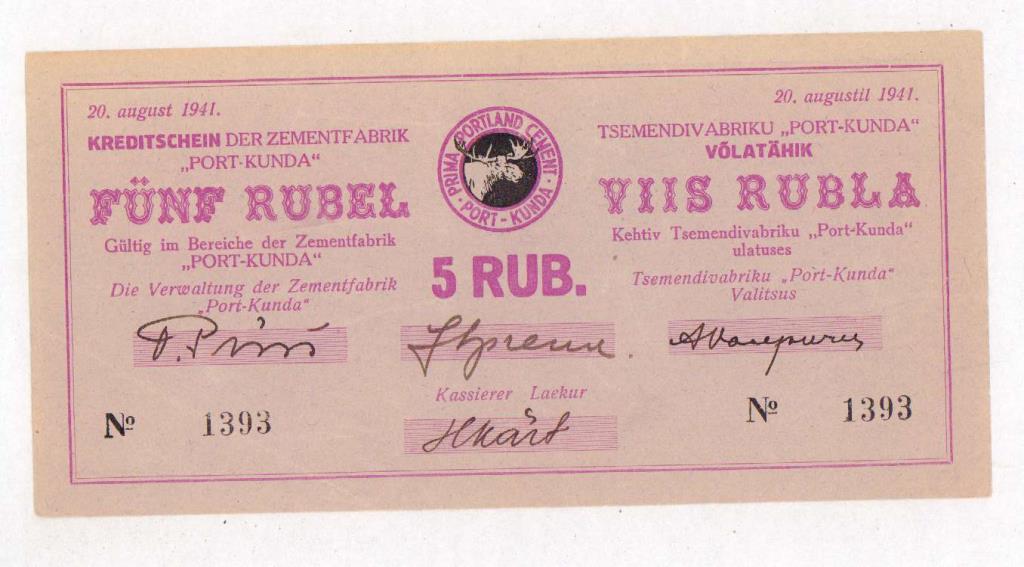 20. august 1941.
KREDITSCHEIN DER ZEMENTFABRIK
„PORT-KUNDA“
FÜNF RUBEL
Gültig im Bereiche der Zementfabrik
„PORT-KUNDA“
Die Verwaltung der Zementfabrik
„Port-Kunda“
PRIMA PORTLAND CEMENT
PORT-KUNDA
5 RUB.
20. augustil 1941.
TSEMENDIVABRIKU „PORT-KUNDA“
VÕLATÄHIK
VIIS RUBLA
Kehtiv Tsemendivabriku „Port-Kunda“
ulatuses
Tsemendivabriku „Port-Kunda“
Valitsus
Kassierer Laekur
№ 1393
№ 1393